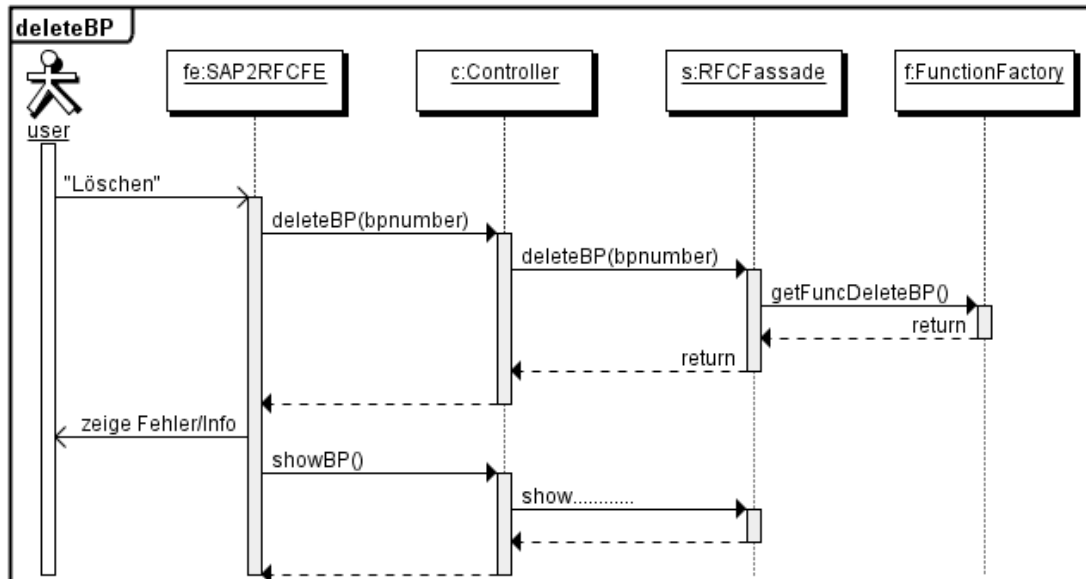 deleteBP
user
fe:SAP2RFCFE
c:Controller
s:RFCFassade
f:FunctionFactory
"Löschen"
deleteBP(bpnumber)
deleteBP(bpnumber)
getFuncDeleteBP()
return
return
zeige Fehler/Info
showBP()
show............